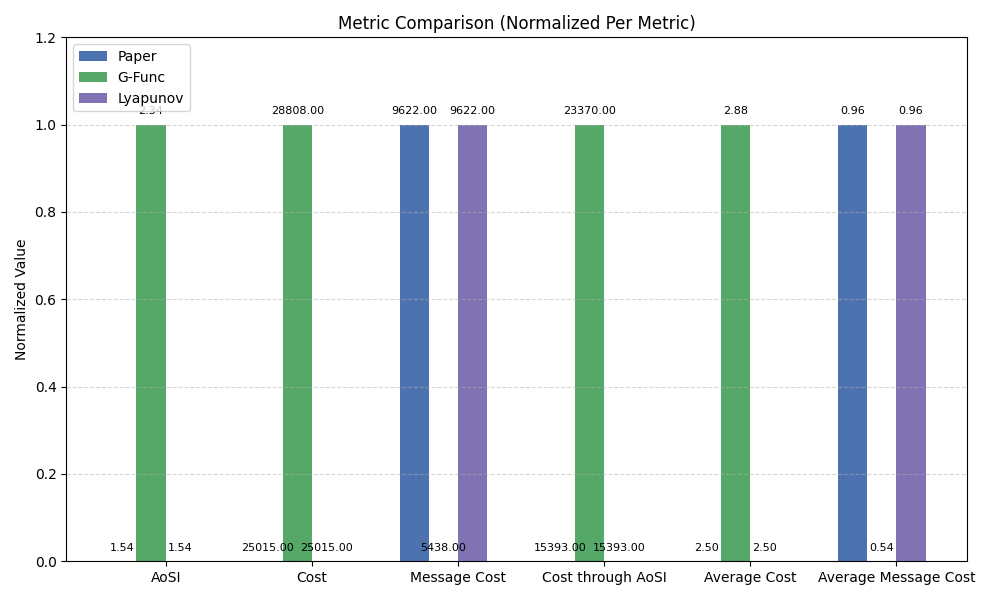 Metric Comparison (Normalized Per Metric)
Normalized Value
1.2
1.0
0.8
0.6
0.4
0.2
0.0
Paper
G-Func
Lyapunov
2.34
28808.00
9622.00
9622.00
23370.00
2.88
0.96
0.96
1.54
1.54
25015.00
25015.00
5438.00
15393.00
15393.00
2.50
2.50
0.54
AoSI
Cost
Message Cost
Cost through AoSI
Average Cost
Average Message Cost